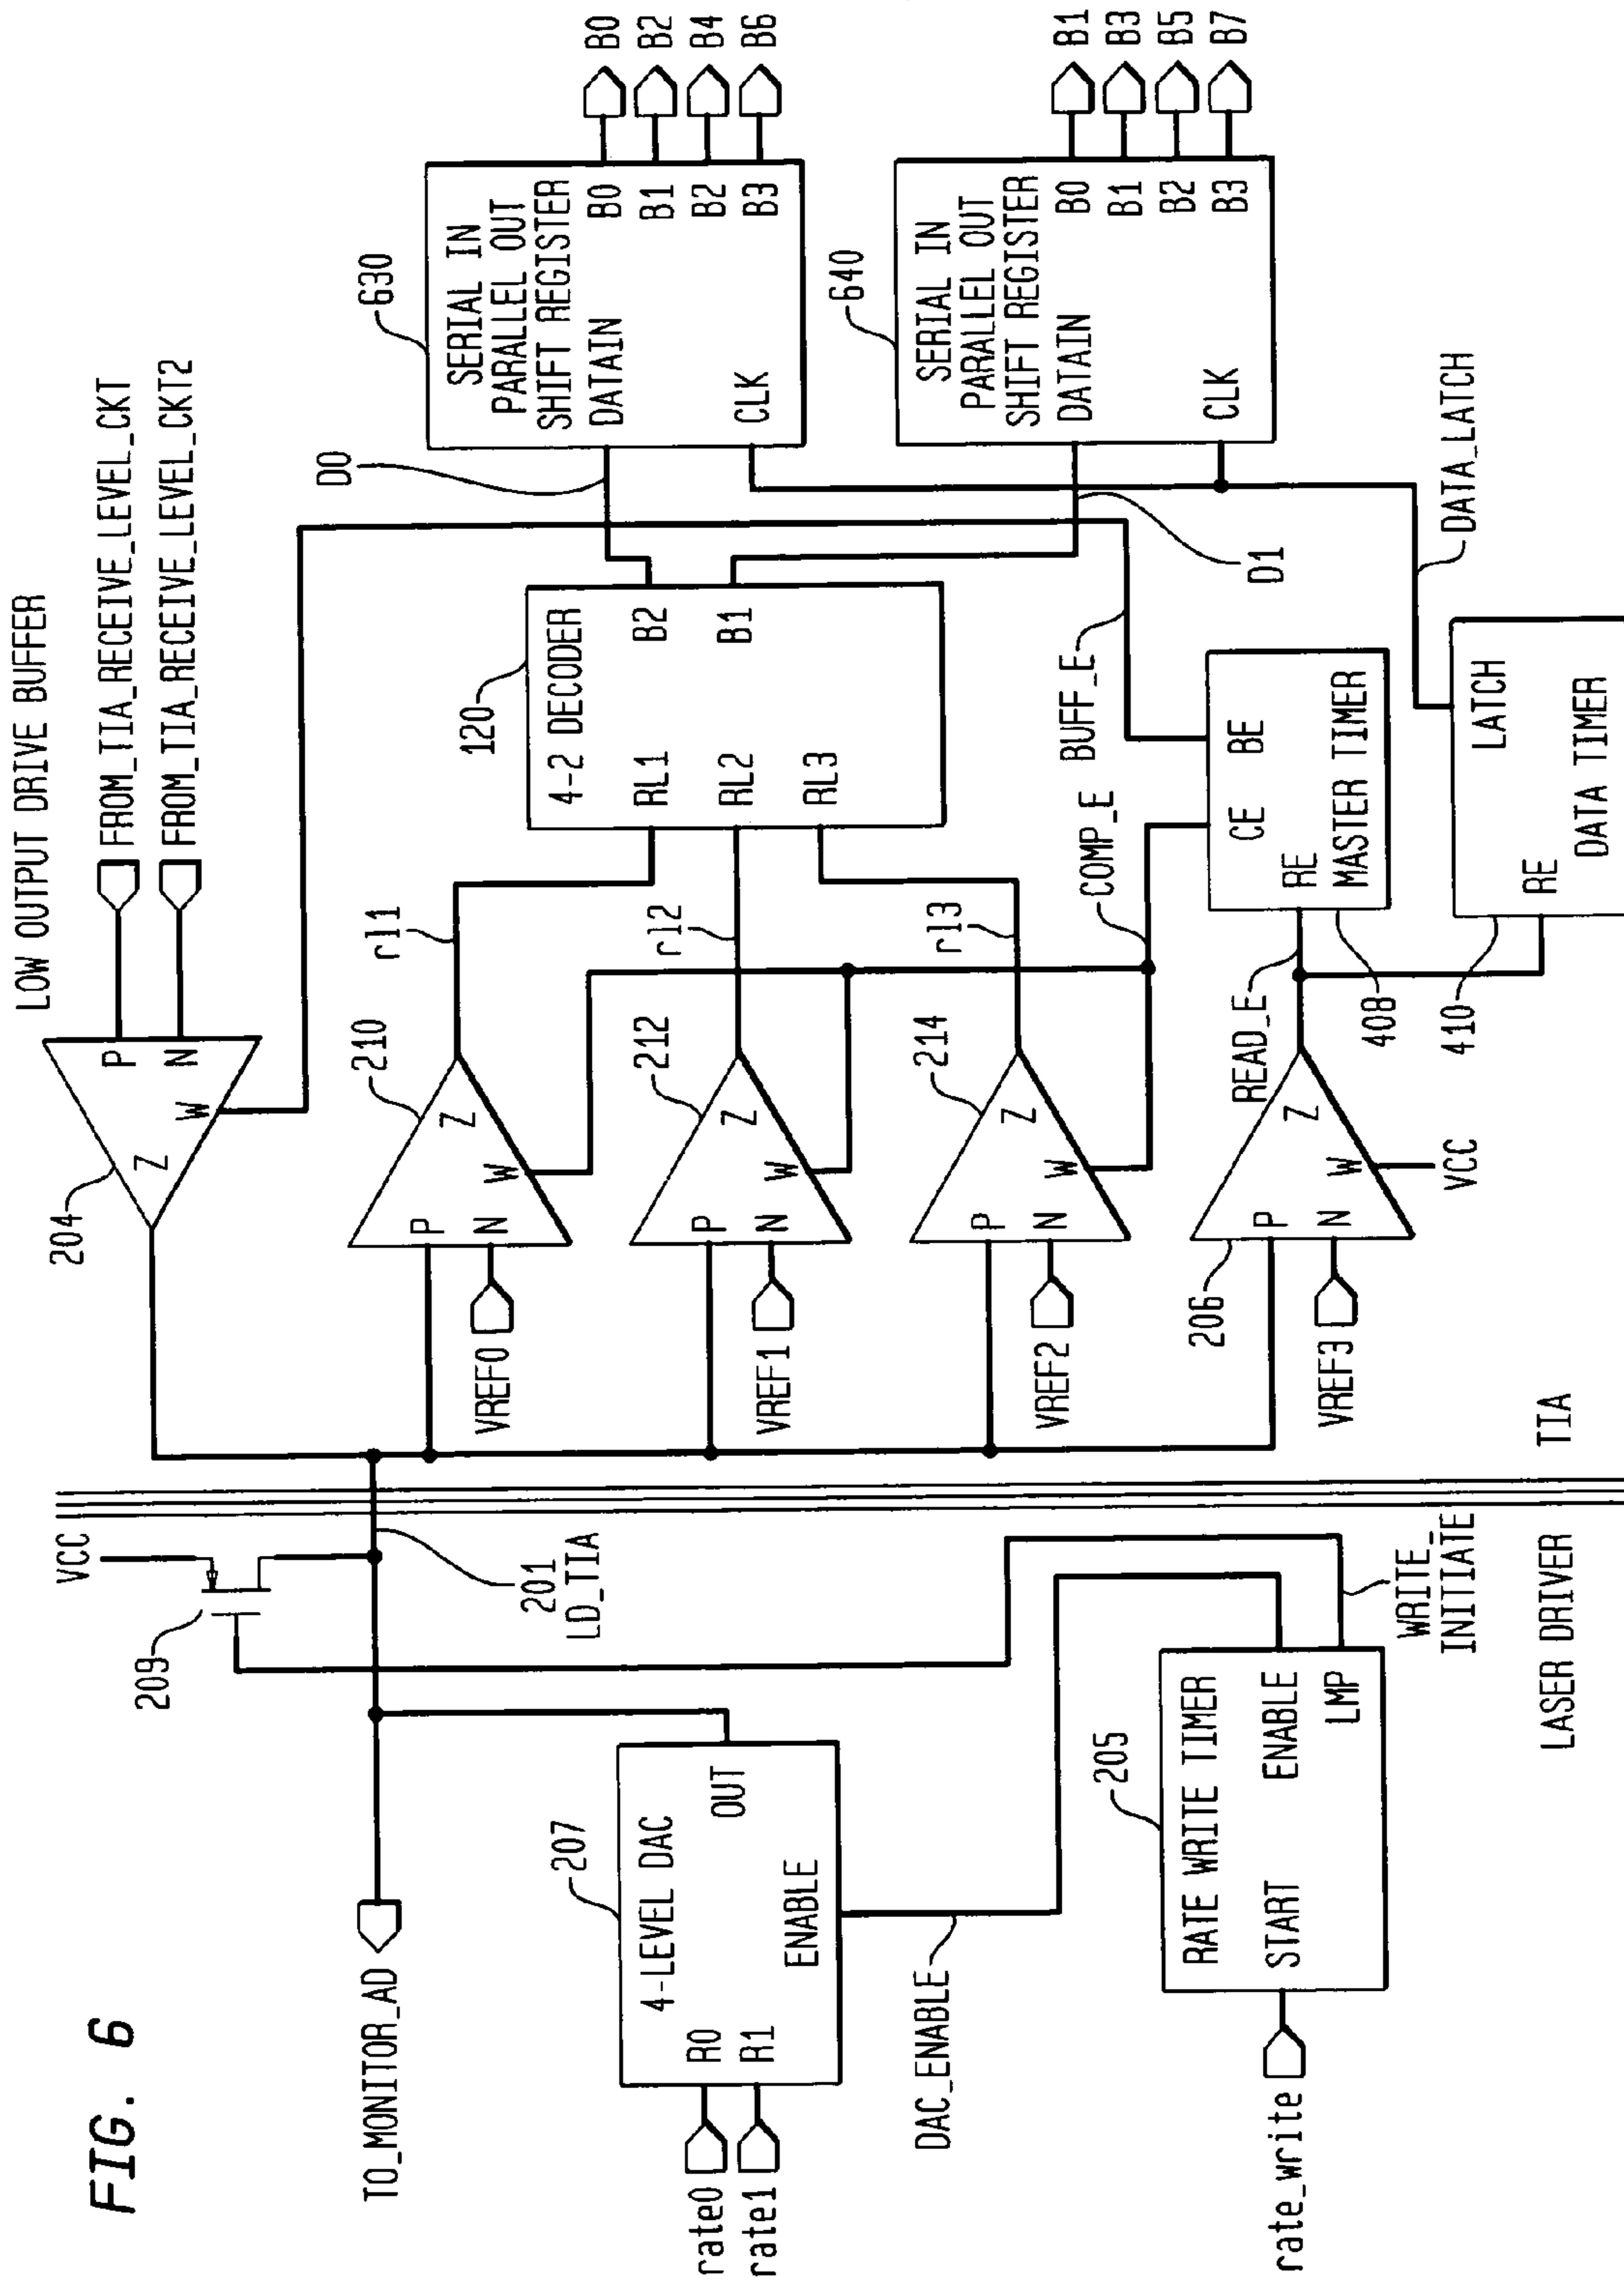 FIG. 6
LOW OUTPUT DRIVE BUFFER
FROM_TIA_RECEIVE_LEVEL_CKT
FROM_TIA_RECEIVE_LEVEL_CKT2
204
Z
P
N
W
VCC
209
TO_MONITOR_AD
201
LD_TIA
207
4-LEVEL DAC
R0
R1
OUT
ENABLE
rate0
rate1
DAC_ENABLE
205
RATE WRITE TIMER
START
ENABLE
LMP
rate_write
WRITE_
INITIATE
LASER DRIVER
TIA
210
P
N
W
Z
VREF0
rl1
212
P
N
W
Z
VREF1
rl2
214
P
N
W
Z
VREF2
rl3
206
P
N
W
Z
VREF3
VCC
READ_E
COMP_E
BUFF_E
120
4-2 DECODER
RL1
RL2
RL3
B2
B1
D0
D1
408
CE
BE
RE
MASTER TIMER
410
RE
LATCH
DATA TIMER
DATA_LATCH
630
SERIAL IN
PARALLEL OUT
SHIFT REGISTER
DATAIN
CLK
B0
B1
B2
B3
B0
B2
B4
B6
640
SERIAL IN
PARALLEL OUT
SHIFT REGISTER
DATAIN
CLK
B0
B1
B2
B3
B1
B3
B5
B7